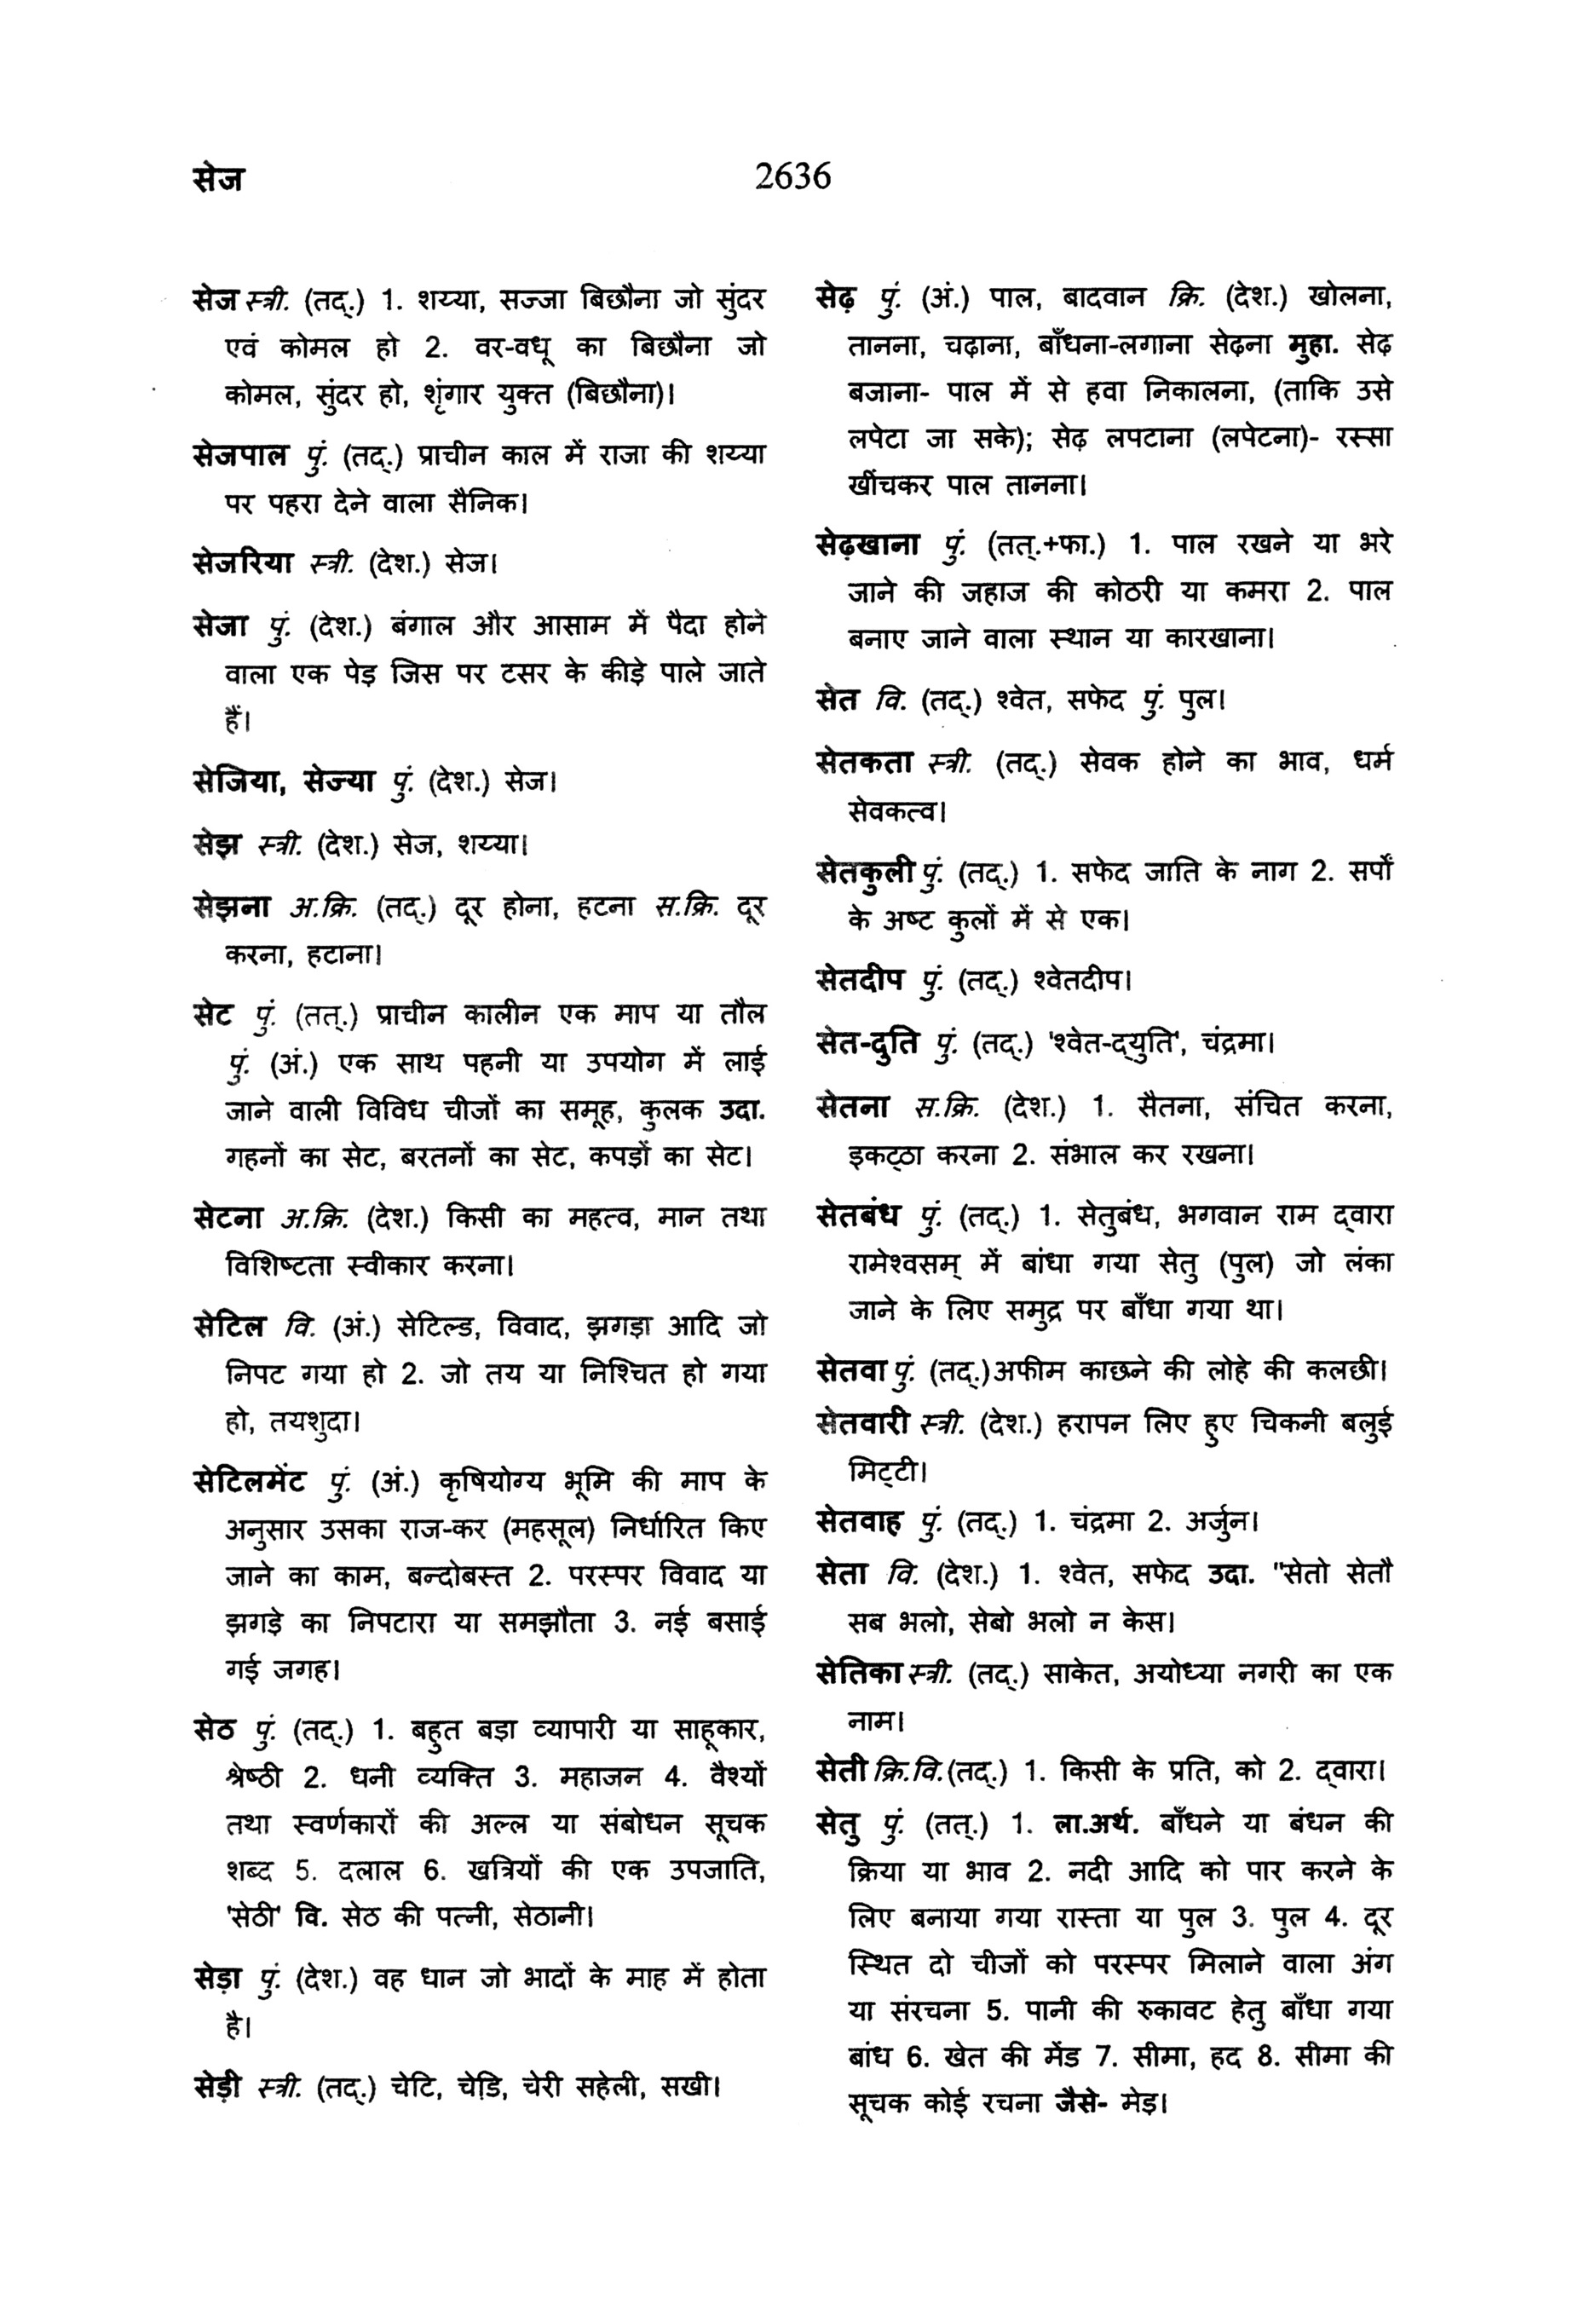 सेज
2636
सेज स्त्री. (तद्.) 1. शय्या, सज्जा बिछौना जो सुंदर
एवं कोमल हो 2. वर-वधू का बिछौना जो
कोमल, सुंदर हो, शृंगार युक्त (बिछौना)।
सेजपाल पुं. (तद्.) प्राचीन काल में राजा की शय्या
पर पहरा देने वाला सैनिक।
सेजरिया स्त्री. (देश.) सेज।
सेजा पुं. (देश.) बंगाल और आसाम में पैदा होने
वाला एक पेड़ जिस पर टसर के कीड़े पाले जाते
हैं।
सेजिया, सेज्या पुं. (देश.) सेज।
सेझ स्त्री. (देश.) सेज, शय्या।
सेझना अ.क्रि. (तद्.) दूर होना, हटना स.क्रि. दूर
करना, हटाना।
सेट पुं. (तत्.) प्राचीन कालीन एक माप या तौल
पुं. (अं.) एक साथ पहनी या उपयोग में लाई
जाने वाली विविध चीजों का समूह, कुलक उदा.
गहनों का सेट, बरतनों का सेट, कपड़ों का सेट।
सेटना अ.क्रि. (देश.) किसी का महत्व, मान तथा
विशिष्टता स्वीकार करना।
सेटिल वि. (अं.) सेटिल्ड, विवाद, झगड़ा आदि जो
निपट गया हो 2. जो तय या निश्चित हो गया
हो, तयशुदा।
सेटिलमेंट पुं. (अं.) कृषियोग्य भूमि की माप के
अनुसार उसका राज-कर (महसूल) निर्धारित किए
जाने का काम, बन्दोबस्त 2. परस्पर विवाद या
झगड़े का निपटारा या समझौता 3. नई बसाई
गई जगह।
सेठ पुं. (तद्.) 1. बहुत बड़ा व्यापारी या साहूकार,
श्रेष्ठी 2. धनी व्यक्ति 3. महाजन 4. वैश्यों
तथा स्वर्णकारों की अल्ल या संबोधन सूचक
शब्द 5. दलाल 6. खत्रियों की एक उपजाति,
'सेठी' वि. सेठ की पत्नी, सेठानी।
सेड़ा पुं. (देश.) वह धान जो भादों के माह में होता
है।
सेड़ी स्त्री. (तद्.) चेटि, चेडि़, चेरी सहेली, सखी।
सेढ़ पुं. (अं.) पाल, बादवान क्रि. (देश.) खोलना,
तानना, चढ़ाना, बाँधना-लगाना सेढ़ना मुहा. सेढ़
बजाना- पाल में से हवा निकालना, (ताकि उसे
लपेटा जा सके); सेढ़ लपटाना (लपेटना)- रस्सा
खींचकर पाल तानना।
सेढ़खाना पुं. (तत्.+फा.) 1. पाल रखने या भरे
जाने की जहाज की कोठरी या कमरा 2. पाल
बनाए जाने वाला स्थान या कारखाना।
सेत वि. (तद्.) श्वेत, सफेद पुं. पुल।
सेतकता स्त्री. (तद्.) सेवक होने का भाव, धर्म
सेवकत्व।
सेतकुली पुं. (तद्.) 1. सफेद जाति के नाग 2. सर्पों
के अष्ट कुलों में से एक।
सेतदीप पुं. (तद्.) श्वेतदीप।
सेत-दुति पुं. (तद्.) 'श्वेत-द्युति', चंद्रमा।
सेतना स.क्रि. (देश.) 1. सैतना, संचित करना,
इकट्ठा करना 2. संभाल कर रखना।
सेतबंध पुं. (तद्.) 1. सेतुबंध, भगवान राम द्वारा
रामेश्वसम् में बांधा गया सेतु (पुल) जो लंका
जाने के लिए समुद्र पर बाँधा गया था।
सेतवा पुं. (तद्.)अफीम काछने की लोहे की कलछी।
सेतवारी स्त्री. (देश.) हरापन लिए हुए चिकनी बलुई
मिट्टी।
सेतवाह पुं. (तद्.) 1. चंद्रमा 2. अर्जुन।
सेता वि. (देश.) 1. श्वेत, सफेद उदा. "सेतो सेतौ
सब भलो, सेबो भलो न केस।
सेतिका स्त्री. (तद्.) साकेत, अयोध्या नगरी का एक
नाम।
सेती क्रि.वि.(तद्.) 1. किसी के प्रति, को 2. द्वारा।
सेतु पुं. (तत्.) 1. ला.अर्थ. बाँधने या बंधन की
क्रिया या भाव 2. नदी आदि को पार करने के
लिए बनाया गया रास्ता या पुल 3. पुल 4. दूर
स्थित दो चीजों को परस्पर मिलाने वाला अंग
या संरचना 5. पानी की रुकावट हेतु बाँधा गया
बांध 6. खेत की मेंड 7. सीमा, हद 8. सीमा की
सूचक कोई रचना जैसे- मेड़।